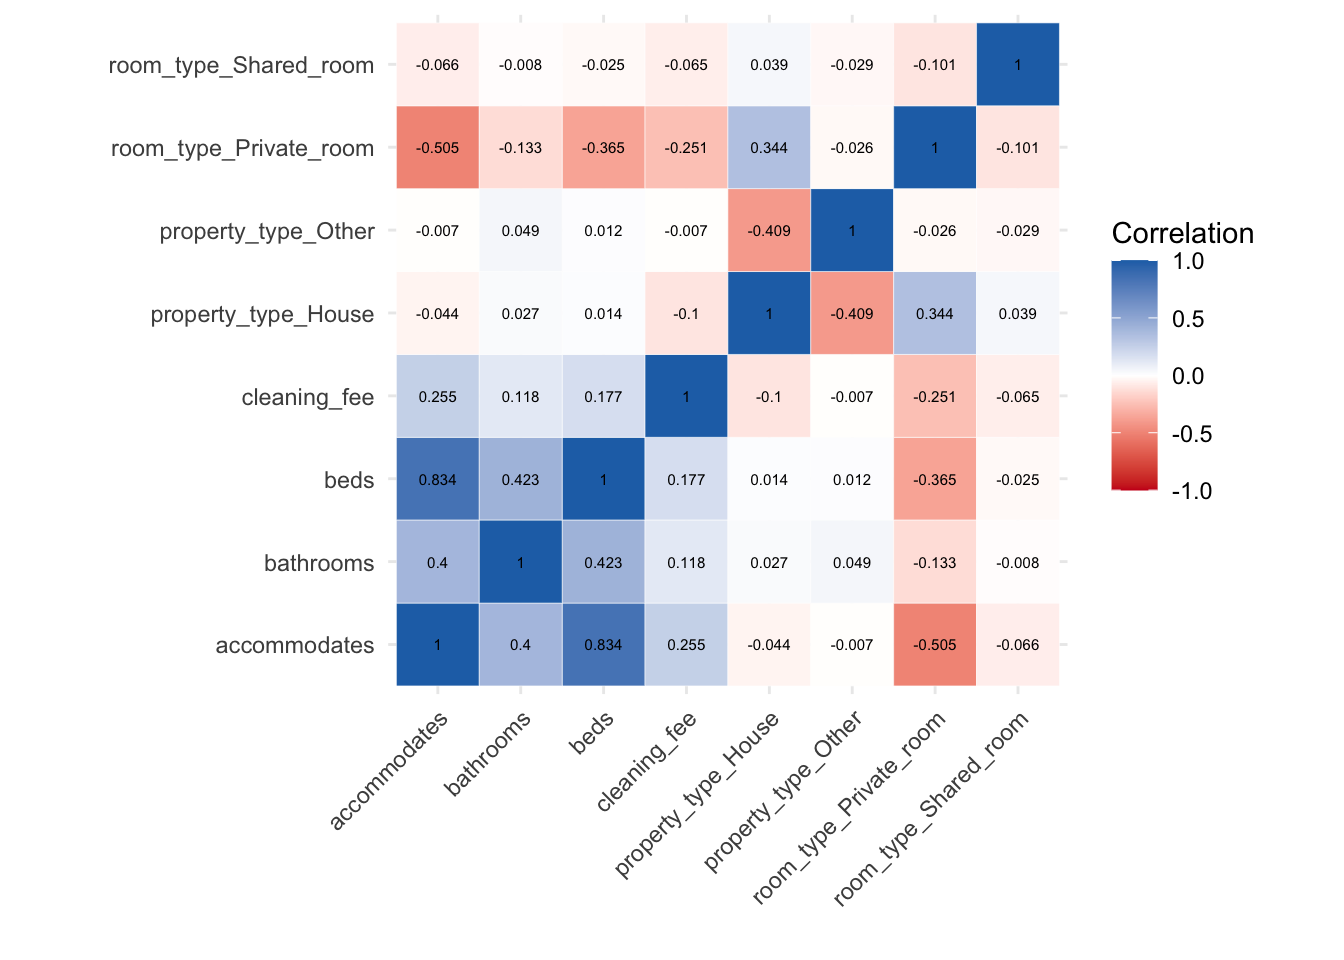 room_type_Shared_room -0.066 -0.008 -0.025 -0.065 0.039 -0.029 -0.101 1
room_type_Private_room -0.505 -0.133 -0.365 -0.251 0.344 -0.026 1 -0.101
property_type_Other -0.007 0.049 0.012 -0.007 -0.409 1 -0.026 -0.029
property_type_House -0.044 0.027 0.014 -0.1 1 -0.409 0.344 0.039
cleaning_fee 0.255 0.118 0.177 1 -0.1 -0.007 -0.251 -0.065
beds 0.834 0.423 1 0.177 0.014 0.012 -0.365 -0.025
bathrooms 0.4 1 0.423 0.118 0.027 0.049 -0.133 -0.008
accommodates 1 0.4 0.834 0.255 -0.044 -0.007 -0.505 -0.066
accommodates
bathrooms
beds
cleaning_fee
property_type_House
property_type_Other
room_type_Private_room
room_type_Shared_room
Correlation
1.0
0.5
0.0
-0.5
-1.0